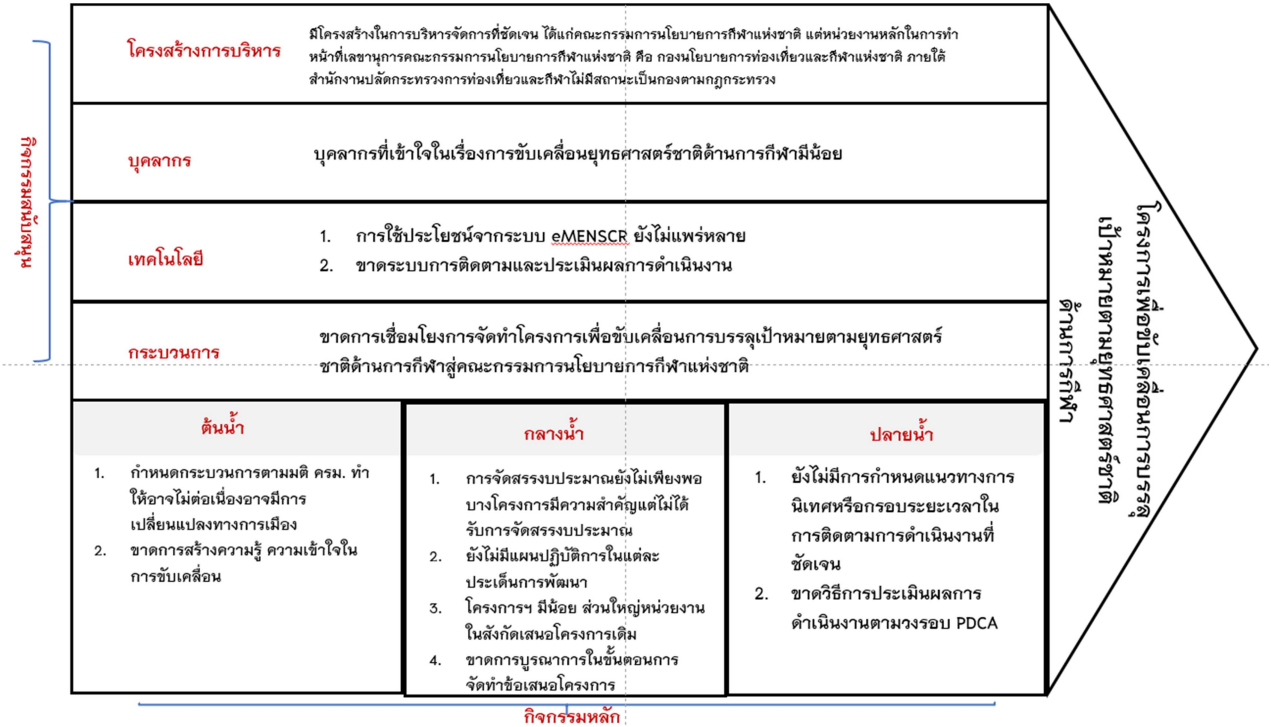 กิจกรรมสนับสนุน
โครงสร้างการบริหาร
มีโครงสร้างในการบริหารจัดการที่ชัดเจน ได้แก่คณะกรรมการนโยบายการกีฬาแห่งชาติ แต่หน่วยงานหลักในการทำ
หน้าที่เลขานุการคณะกรรมการนโยบายการกีฬาแห่งชาติ คือ กองนโยบายการท่องเที่ยวและกีฬาแห่งชาติ ภายใต้
สำนักงานปลัดกระทรวงการท่องเที่ยวและกีฬาไม่มีสถานะเป็นกองตามกฎกระทรวง
บุคลากร
บุคลากรที่เข้าใจในเรื่องการขับเคลื่อนยุทธศาสตร์ชาติด้านการกีฬามีน้อย
เทคโนโลยี
1. การใช้ประโยชน์จากระบบ eMENSCR ยังไม่แพร่หลาย
2. ขาดระบบการติดตามและประเมินผลการดำเนินงาน
กระบวนการ
ขาดการเชื่อมโยงการจัดทำโครงการเพื่อขับเคลื่อนการบรรลุเป้าหมายตามยุทธศาสตร์
ชาติด้านการกีฬาสู่คณะกรรมการนโยบายการกีฬาแห่งชาติ
ต้นน้ำ
1. กำหนดกระบวนการตามมติ ครม. ทำ
ให้อาจไม่ต่อเนื่องอาจมีการ
เปลี่ยนแปลงทางการเมือง
2. ขาดการสร้างความรู้ ความเข้าใจใน
การขับเคลื่อน
กลางน้ำ
1. การจัดสรรงบประมาณยังไม่เพียงพอ
บางโครงการมีความสำคัญแต่ไม่ได้
รับการจัดสรรงบประมาณ
2. ยังไม่มีแผนปฏิบัติการในแต่ละ
ประเด็นการพัฒนา
3. โครงการฯ มีน้อย ส่วนใหญ่หน่วยงาน
ในสังกัดเสนอโครงการเดิม
4. ขาดการบูรณาการในขั้นตอนการ
จัดทำข้อเสนอโครงการ
ปลายน้ำ
1. ยังไม่มีการกำหนดแนวทางการ
นิเทศหรือกรอบระยะเวลาใน
การติดตามการดำเนินงานที่
ชัดเจน
2. ขาดวิธีการประเมินผลการ
ดำเนินงานตามวงรอบ PDCA
โครงการเพื่อขับเคลื่อนการบรรลุ
เป้าหมายตามยุทธศาสตร์ชาติ
ด้านการกีฬา
กิจกรรมหลัก